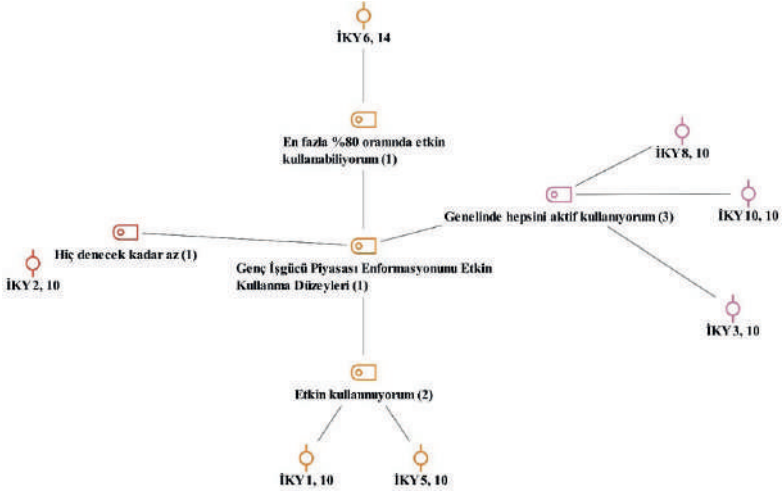 İKY6, 14
En fazla %80 oranında etkin
kullanabiliyorum (1)
İKY8, 10
Genelinde hepsini aktif kullanıyorum (3)
İKY10, 10
Hiç denecek kadar az (1)
İKY2, 10
Genç İşgücü Piyasası Enformasyonunu Etkin
Kullanma Düzeyleri (1)
İKY3, 10
Etkin kullanmıyorum (2)
İKY1, 10
İKY5, 10